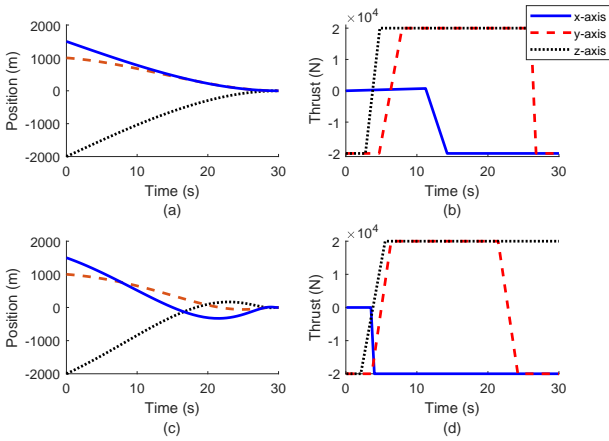 2000
1000
0
-1000
-2000
Position (m)
0
10
20
30
Time (s)
(a)
×10^4
2
1
0
-1
-2
Thrust (N)
0
10
20
30
Time (s)
(b)
x-axis
y-axis
z-axis
2000
1000
0
-1000
-2000
Position (m)
0
10
20
30
Time (s)
(c)
×10^4
2
1
0
-1
-2
Thrust (N)
0
10
20
30
Time (s)
(d)